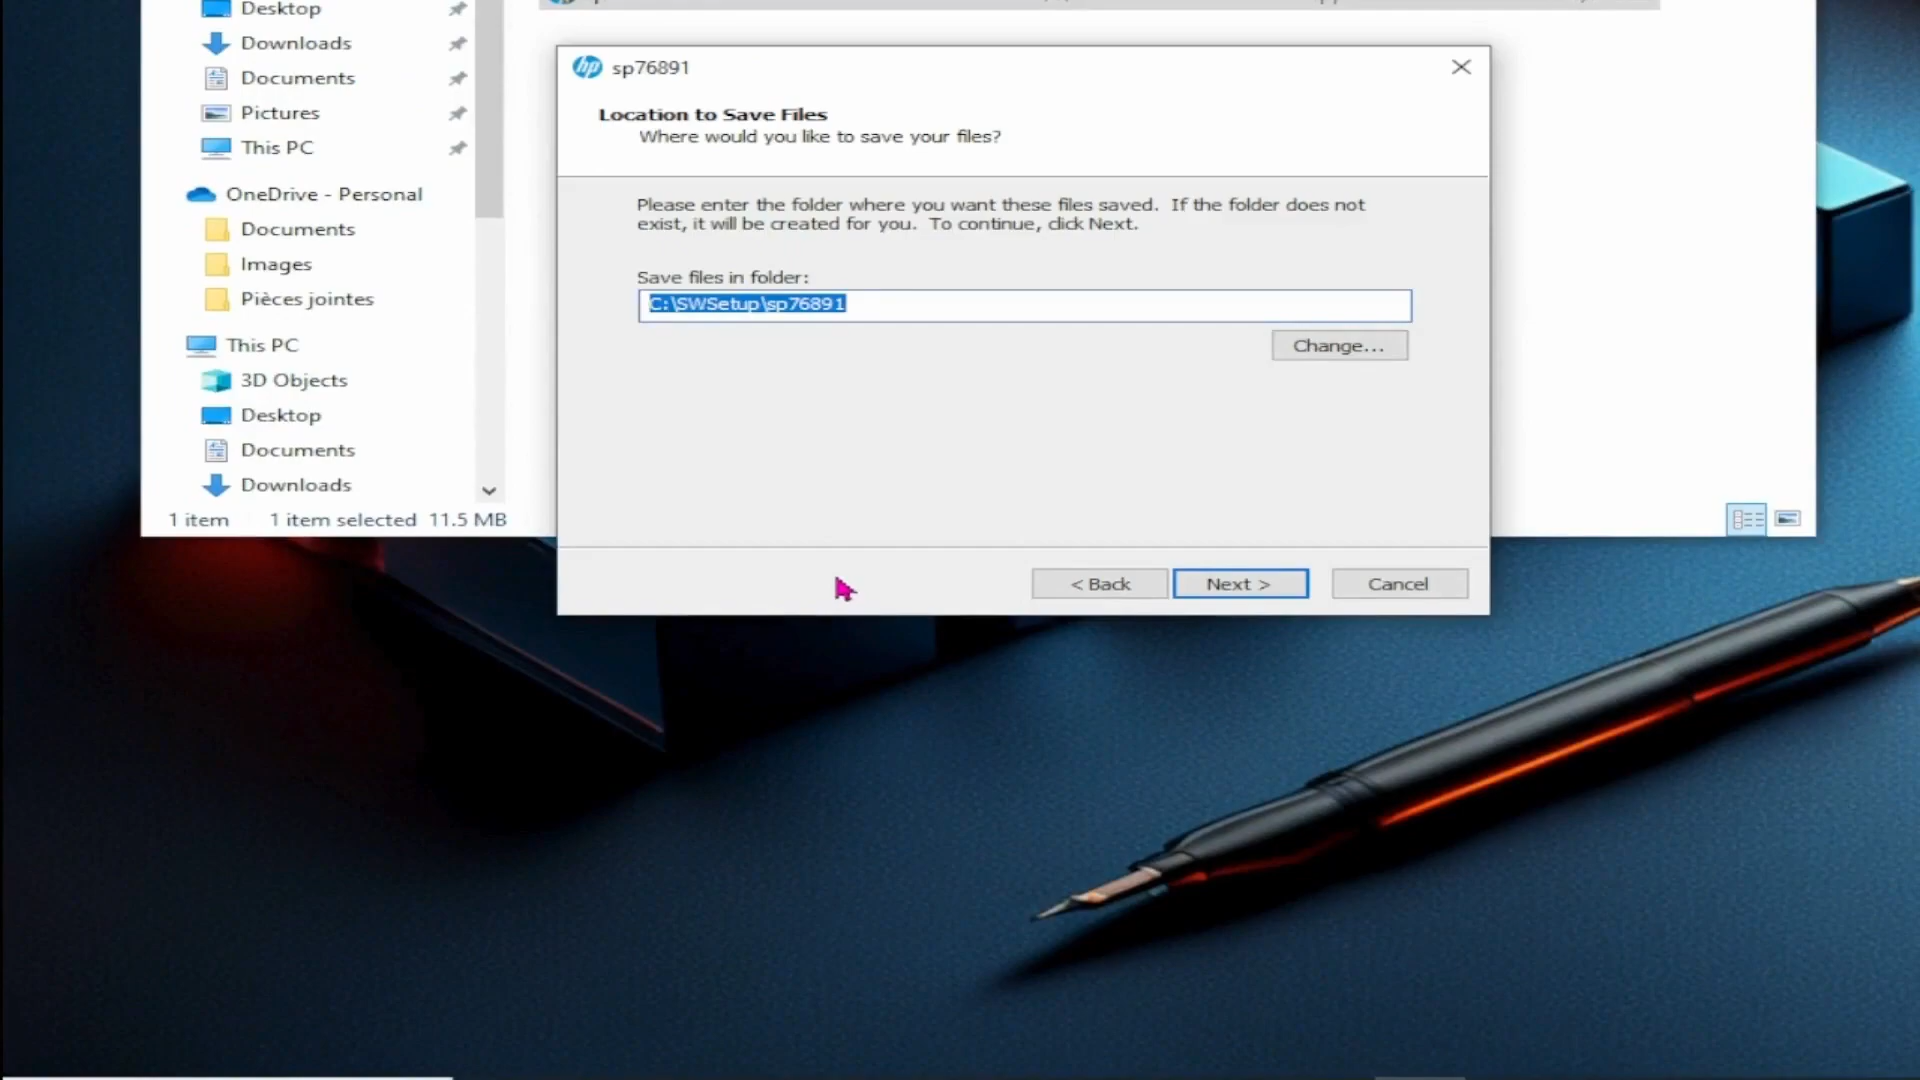 Desktop
Downloads
Documents
Pictures
This PC
OneDrive - Personal
Documents
Images
Pièces jointes
This PC
3D Objects
Desktop
Documents
Downloads
1 item 1 item selected 11.5 MB
hp sp76891
Location to Save Files
Where would you like to save your files?
Please enter the folder where you want these files saved. If the folder does not
exist, it will be created for you. To continue, click Next.
Save files in folder:
C:\SWSetup\sp76891
Change...
< Back Next > Cancel